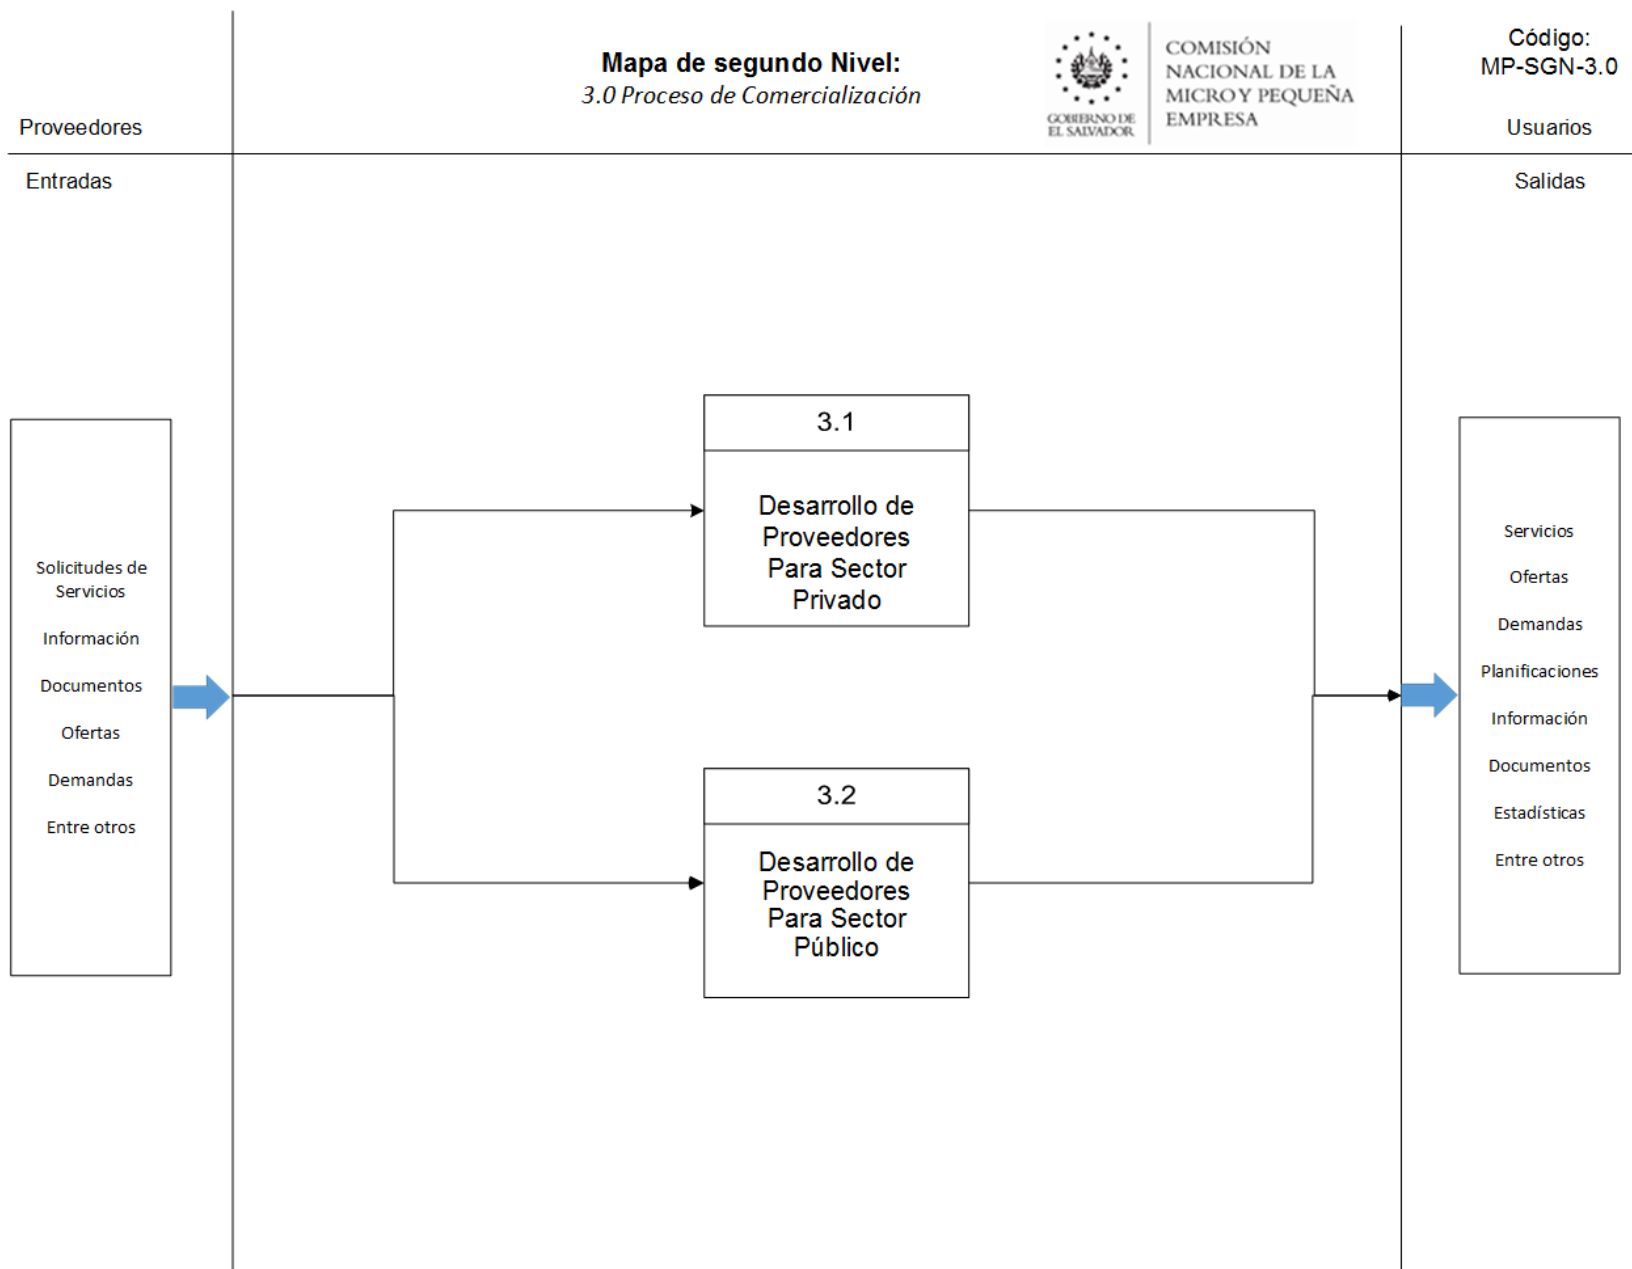 Mapa de segundo Nivel:
3.0 Proceso de Comercialización
GOBIERNO DE
EL SALVADOR
COMISIÓN
NACIONAL DE LA
MICRO Y PEQUEÑA
EMPRESA
Código:
MP-SGN-3.0
Proveedores
Usuarios
Entradas
Salidas
Solicitudes de
Servicios
Información
Documentos
Ofertas
Demandas
Entre otros
3.1
Desarrollo de
Proveedores
Para Sector
Privado
3.2
Desarrollo de
Proveedores
Para Sector
Público
Servicios
Ofertas
Demandas
Planificaciones
Información
Documentos
Estadísticas
Entre otros